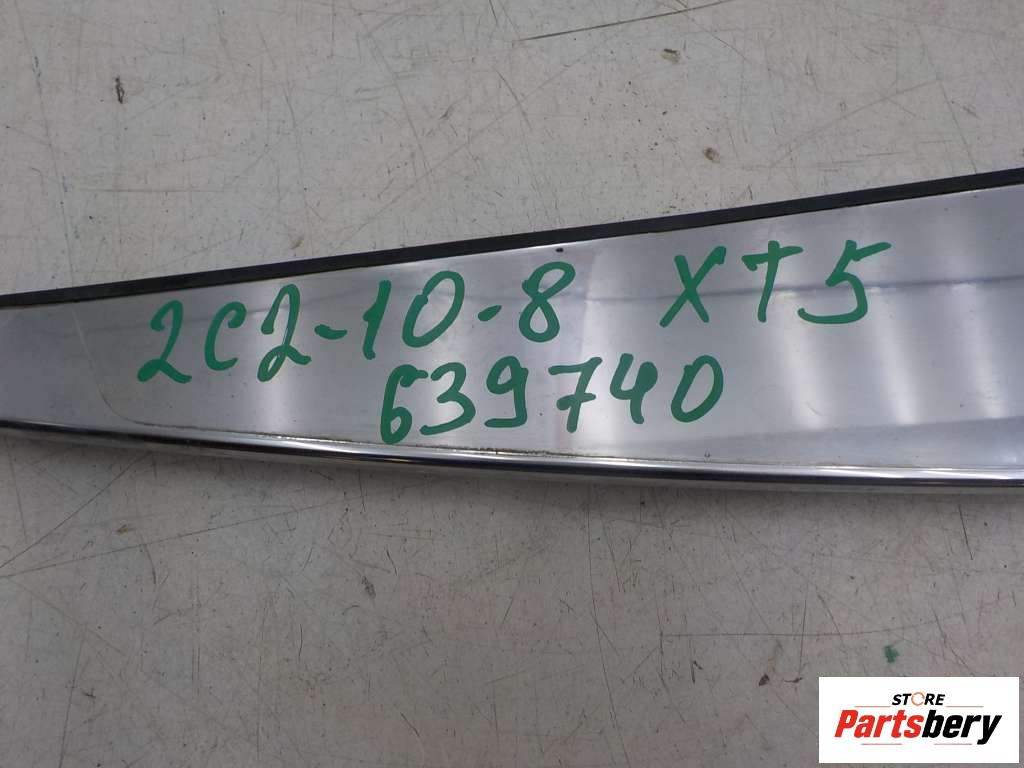 2C2-10-8 XT5
639740
STORE
Partsbery